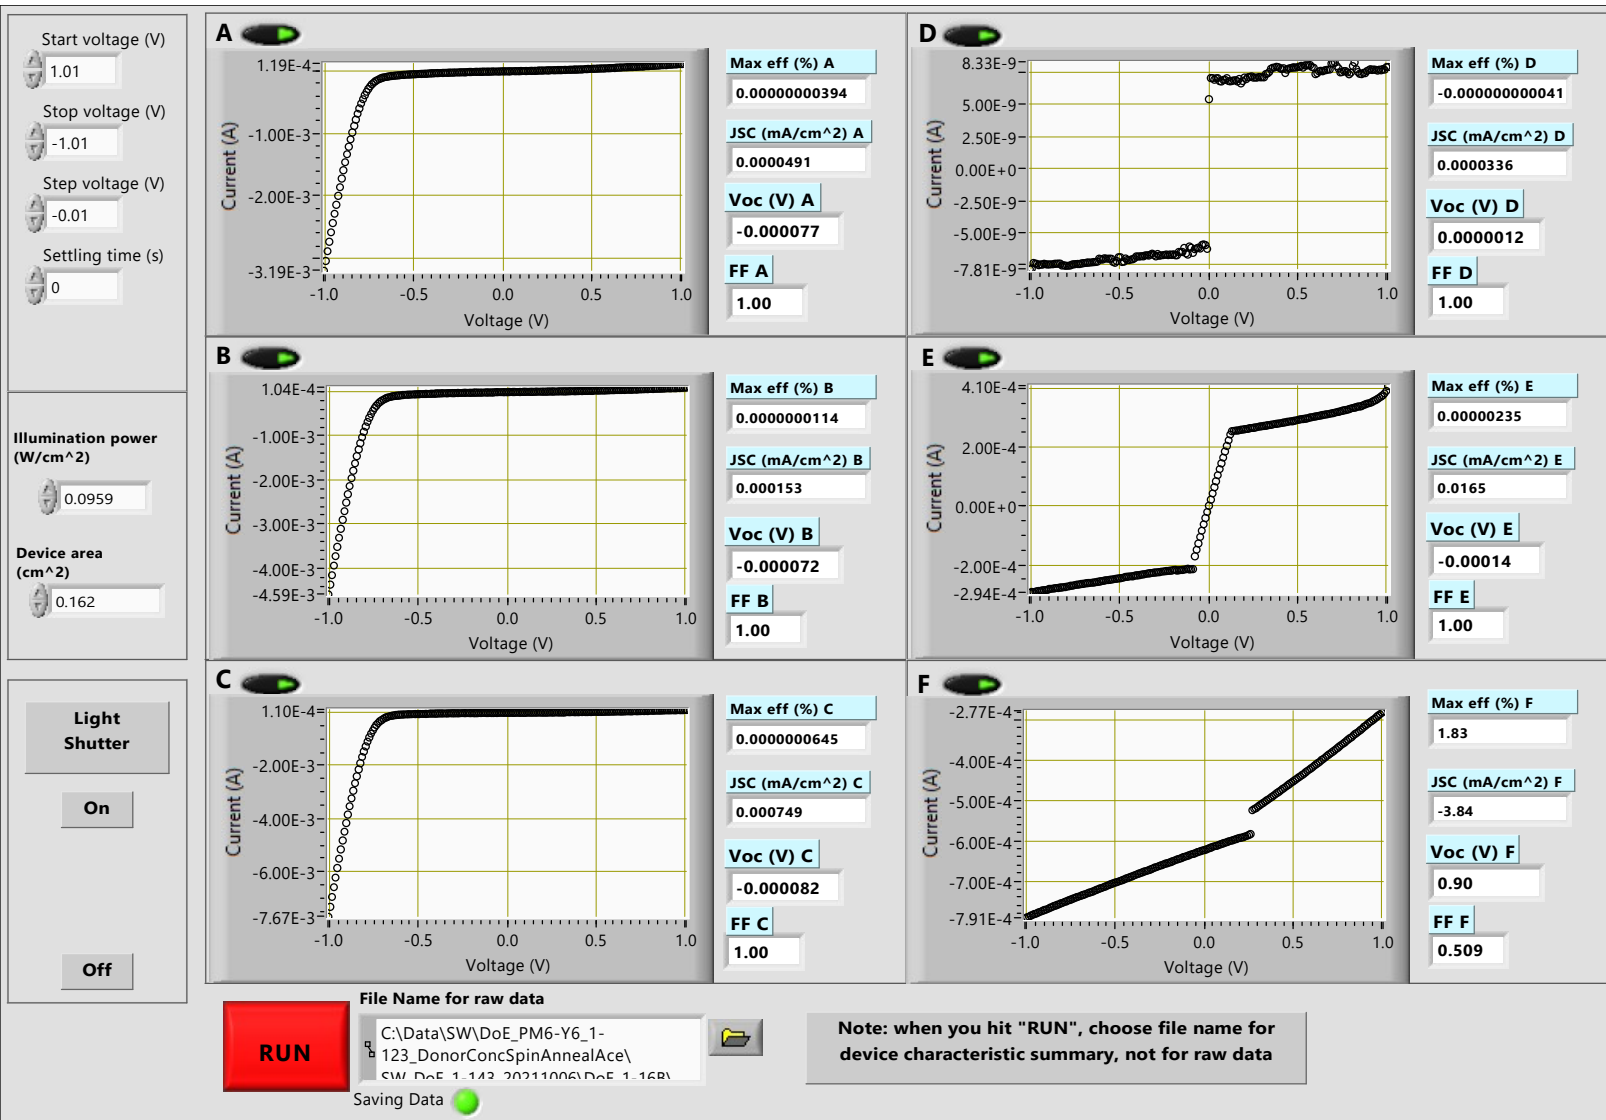 Start voltage (V)
1.01
Stop voltage (V)
-1.01
Step voltage (V)
-0.01
Settling time (s)
0
Illumination power
(W/cm^2)
0.0959
Device area
(cm^2)
0.162
Light
Shutter
On
Off
A
1.19E-4
-1.00E-3
-2.00E-3
-3.19E-3
Current (A)
-1.0 -0.5 0.0 0.5 1.0
Voltage (V)
Max eff (%) A
0.00000000394
JSC (mA/cm^2) A
0.0000491
Voc (V) A
-0.000077
FF A
1.00
B
1.04E-4
-1.00E-3
-2.00E-3
-3.00E-3
-4.00E-3
-4.59E-3
Current (A)
-1.0 -0.5 0.0 0.5 1.0
Voltage (V)
Max eff (%) B
0.0000000114
JSC (mA/cm^2) B
0.000153
Voc (V) B
-0.000072
FF B
1.00
C
1.10E-4
-2.00E-3
-4.00E-3
-6.00E-3
-7.67E-3
Current (A)
-1.0 -0.5 0.0 0.5 1.0
Voltage (V)
Max eff (%) C
0.0000000645
JSC (mA/cm^2) C
0.000749
Voc (V) C
-0.000082
FF C
1.00
D
8.33E-9
5.00E-9
2.50E-9
0.00E+0
-2.50E-9
-5.00E-9
-7.81E-9
Current (A)
-1.0 -0.5 0.0 0.5 1.0
Voltage (V)
Max eff (%) D
-0.000000000041
JSC (mA/cm^2) D
0.0000336
Voc (V) D
0.0000012
FF D
1.00
E
4.10E-4
2.00E-4
0.00E+0
-2.00E-4
-2.94E-4
Current (A)
-1.0 -0.5 0.0 0.5 1.0
Voltage (V)
Max eff (%) E
0.00000235
JSC (mA/cm^2) E
0.0165
Voc (V) E
-0.00014
FF E
1.00
F
-2.77E-4
-4.00E-4
-5.00E-4
-6.00E-4
-7.00E-4
-7.91E-4
Current (A)
-1.0 -0.5 0.0 0.5 1.0
Voltage (V)
Max eff (%) F
1.83
JSC (mA/cm^2) F
-3.84
Voc (V) F
0.90
FF F
0.509
RUN
File Name for raw data
C:\Data\SW\DoE_PM6-Y6_1-
123_DonorConcSpinAnnealAce\
SW_DoE_1-143_20211006\DoE_1-16B\
Saving Data
Note: when you hit "RUN", choose file name for
device characteristic summary, not for raw data